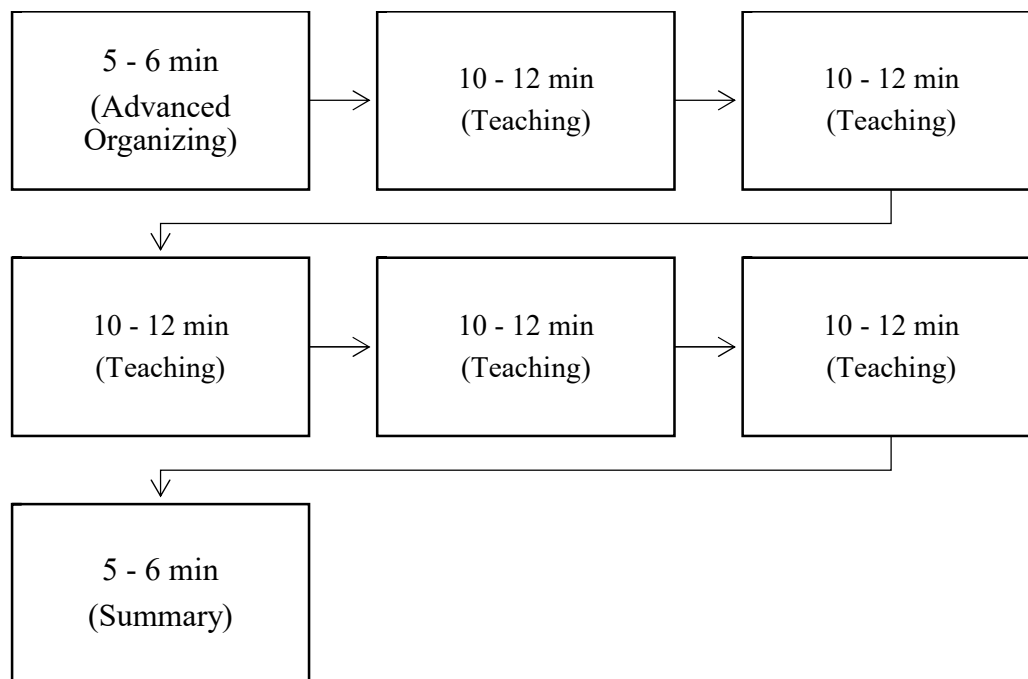 5 - 6 min
(Advanced
Organizing)
10 - 12 min
(Teaching)
10 - 12 min
(Teaching)
10 - 12 min
(Teaching)
10 - 12 min
(Teaching)
10 - 12 min
(Teaching)
5 - 6 min
(Summary)